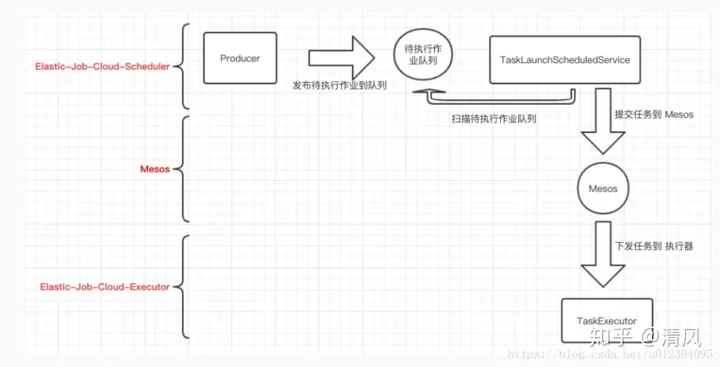 Elastic-Job-Cloud-Scheduler
Producer
发布待执行作业到队列
待执行作
业队列
TaskLaunchScheduledService
扫描待执行作业队列
提交任务到 Mesos
Mesos
Mesos
下发任务到 执行器
Elastic-Job-Cloud-Executor
TaskExecutor
知乎 @清风
https://blog.csdn.net/u012394095